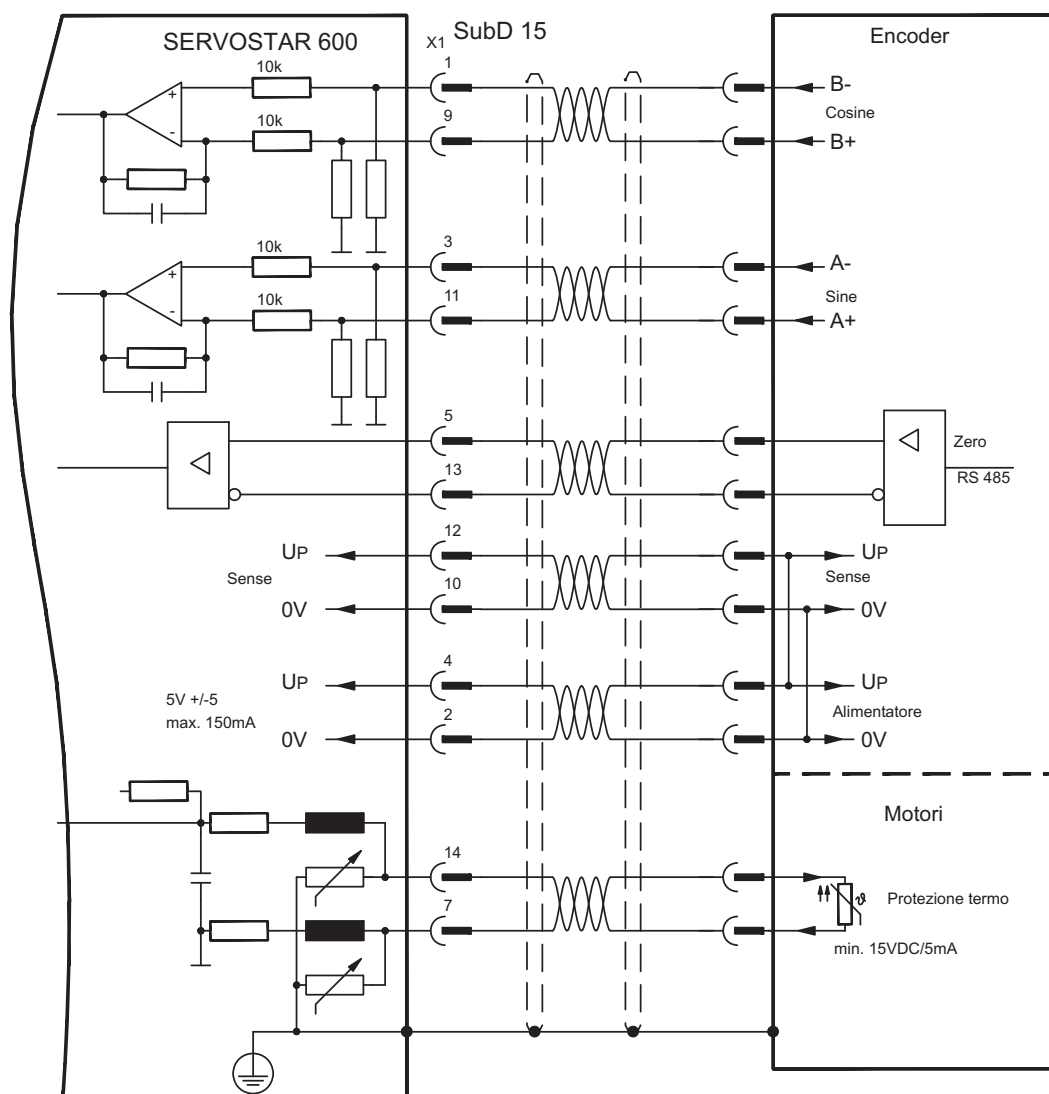 SERVOSTAR 600
X1
SubD 15
Encoder
10k
1
B-
Cosine
10k
9
B+
+
-
10k
3
A-
Sine
10k
11
A+
+
-
5
Zero
13
RS 485
12
UP
UP
Sense
Sense
10
0V
0V
4
UP
UP
5V +/-5
max. 150mA
Alimentatore
2
0V
0V
Motori
14
ϑ
Protezione termo
7
min. 15VDC/5mA